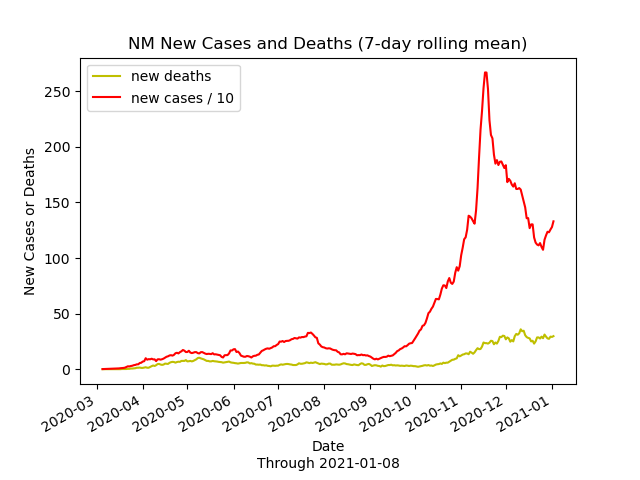 NM New Cases and Deaths (7-day rolling mean)
new deaths
new cases / 10
250
200
150
100
50
0
New Cases or Deaths
2020-03
2020-04
2020-05
2020-06
2020-07
2020-08
2020-09
2020-10
2020-11
2020-12
2021-01
Date
Through 2021-01-08